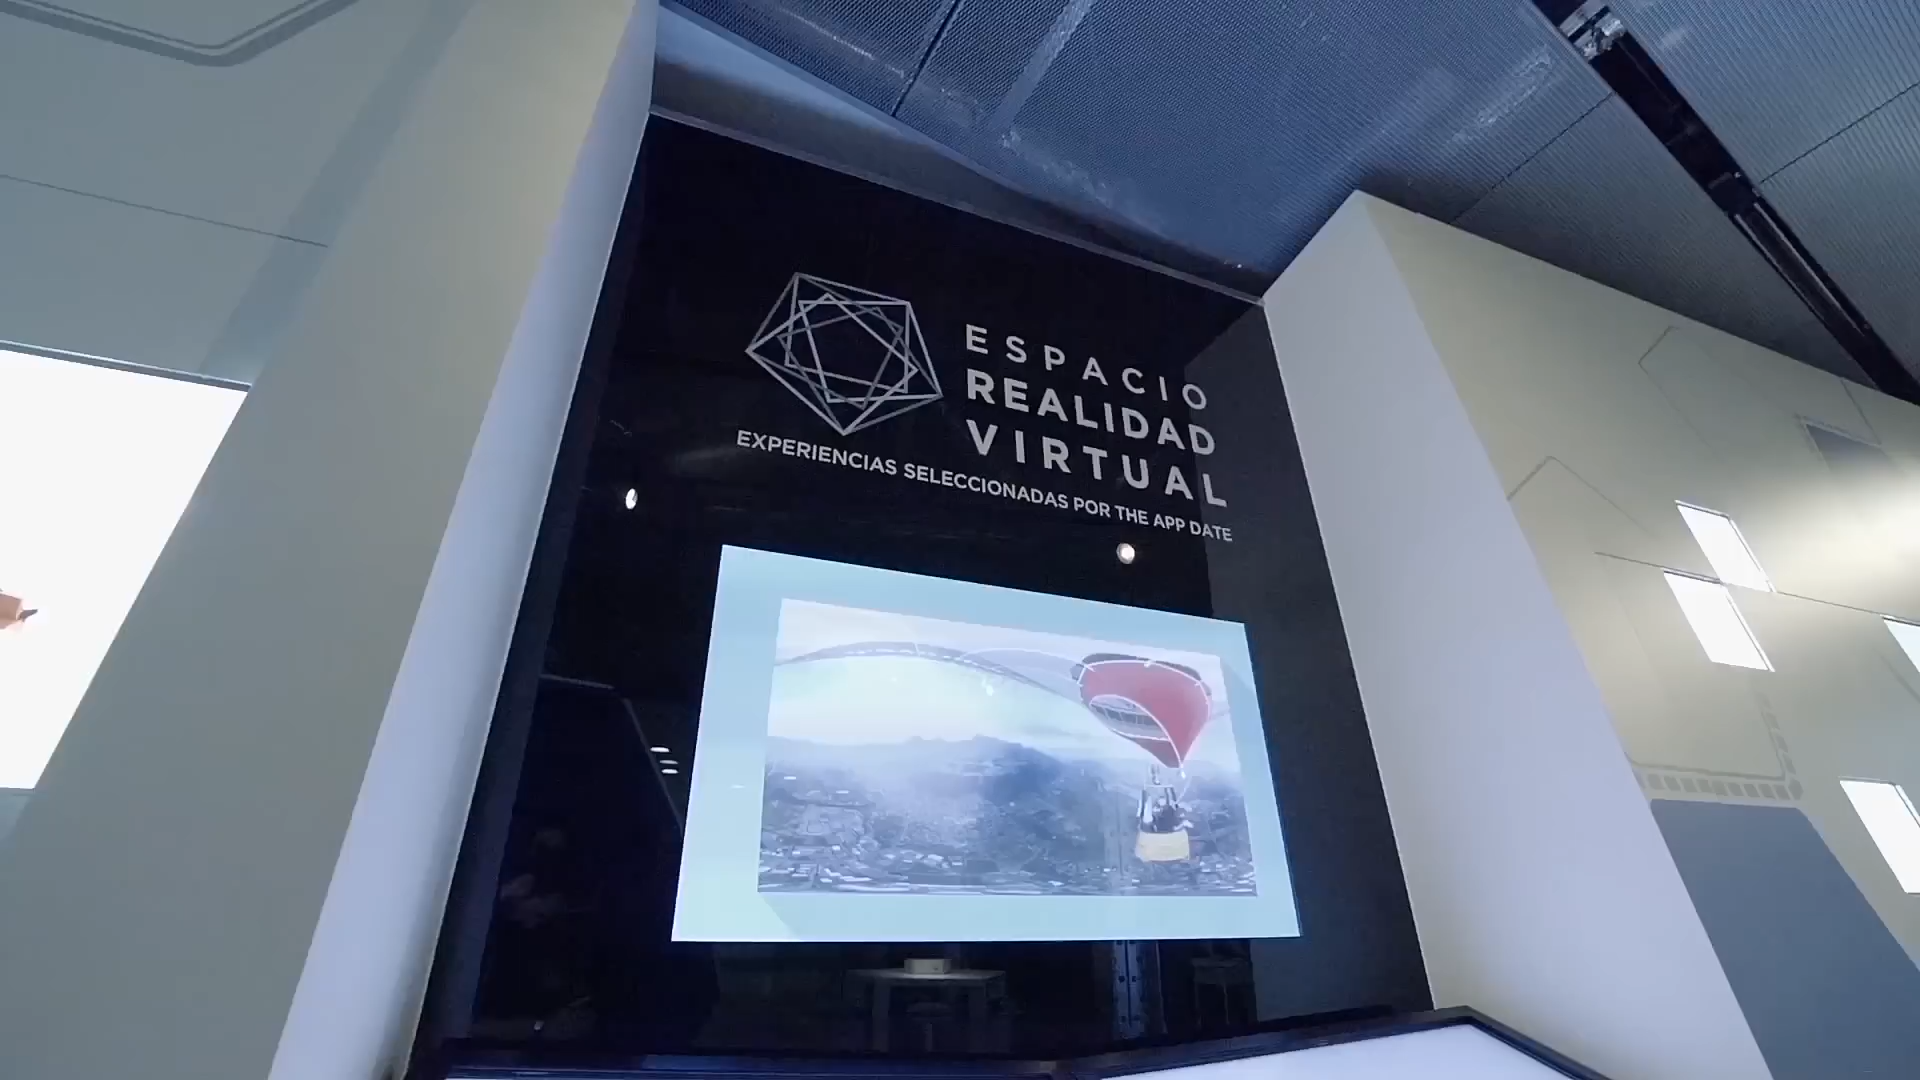 ESPACIO
REALIDAD
VIRTUAL
EXPERIENCIAS SELECCIONADAS POR THE APP DATE